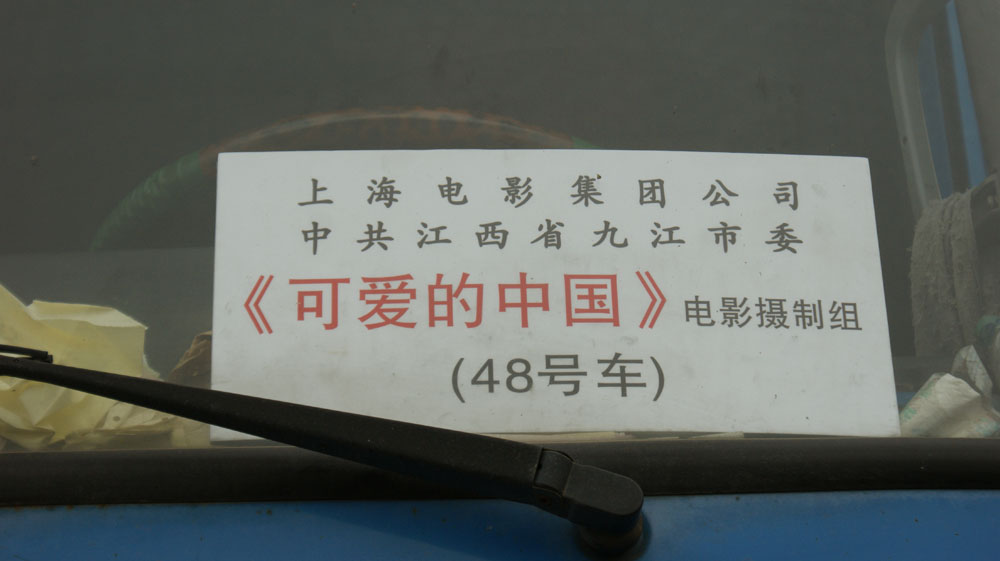 上海电影集团公司
中共江西省九江市委
《可爱的中国》电影摄制组
(48号车)